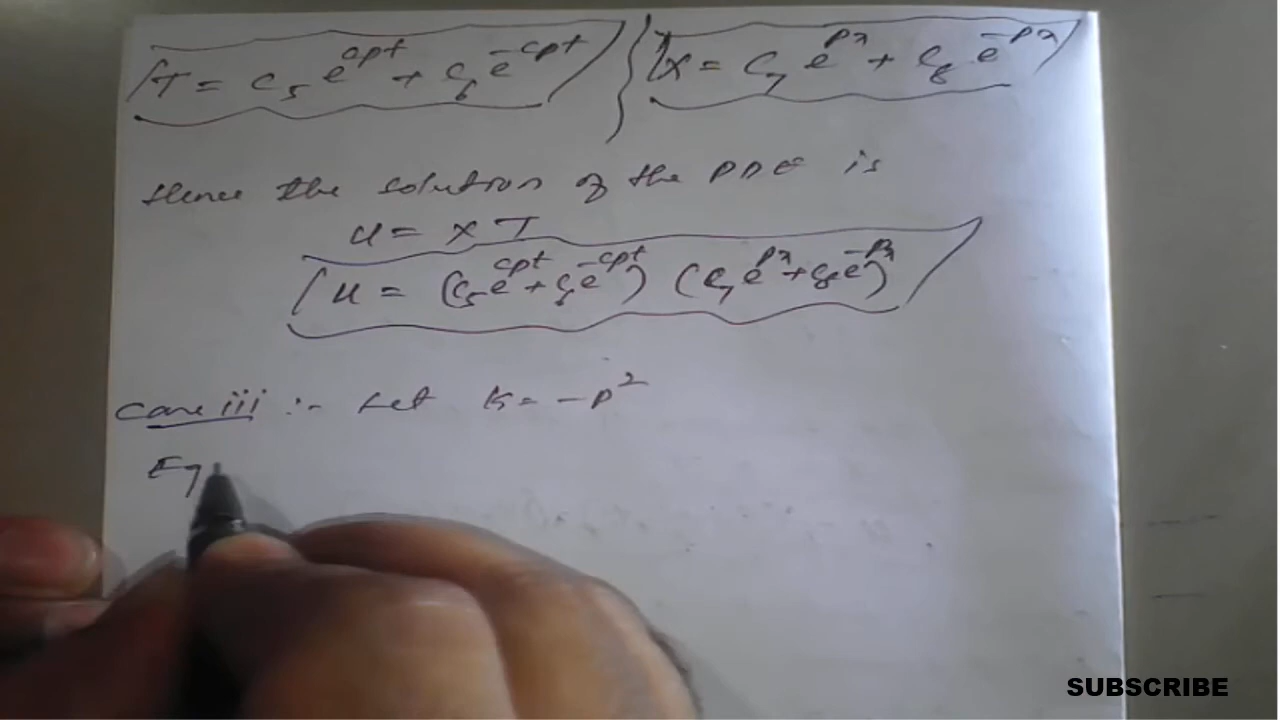 T = c₅ e^{cpt} + c₆ e^{-cpt} } X = c₇ e^{px} + c₈ e^{-px}
Hence the solution of the PDE is
u = X T
u = (c₅ e^{cpt} + c₆ e^{-cpt}) (c₇ e^{px} + c₈ e^{-px})
Case iii :- Let k = -p²
Eq
SUBSCRIBE